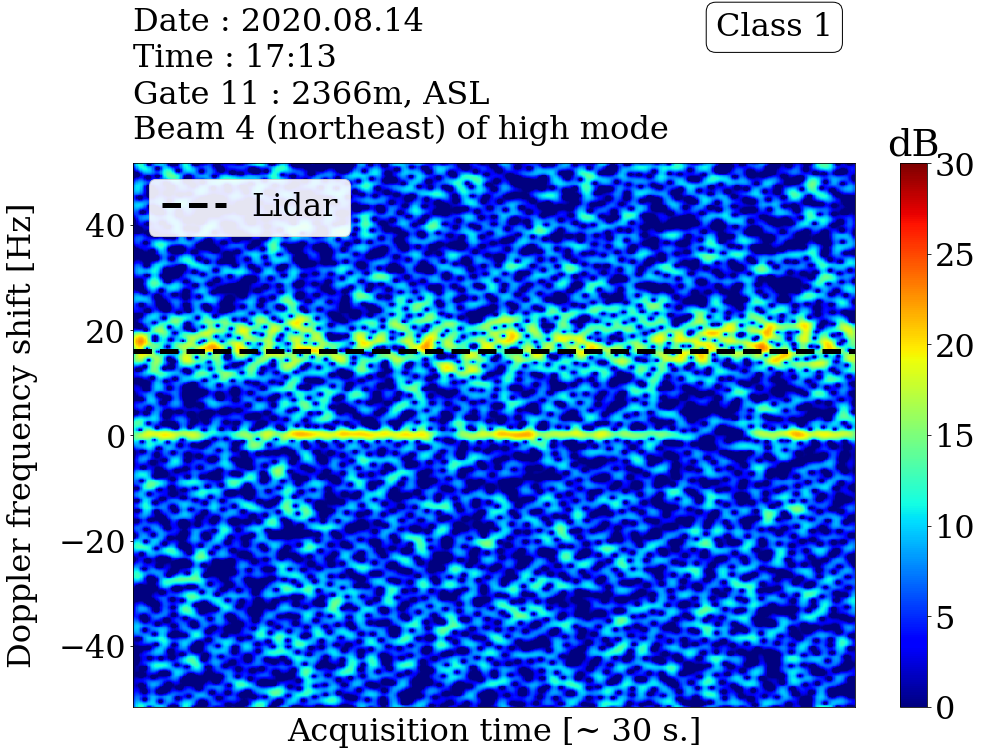 Date : 2020.08.14
Time : 17:13
Gate 11 : 2366m, ASL
Beam 4 (northeast) of high mode
Class 1
dB
Lidar
Doppler frequency shift [Hz]
40
20
0
−20
−40
30
25
20
15
10
5
0
Acquisition time [~ 30 s.]